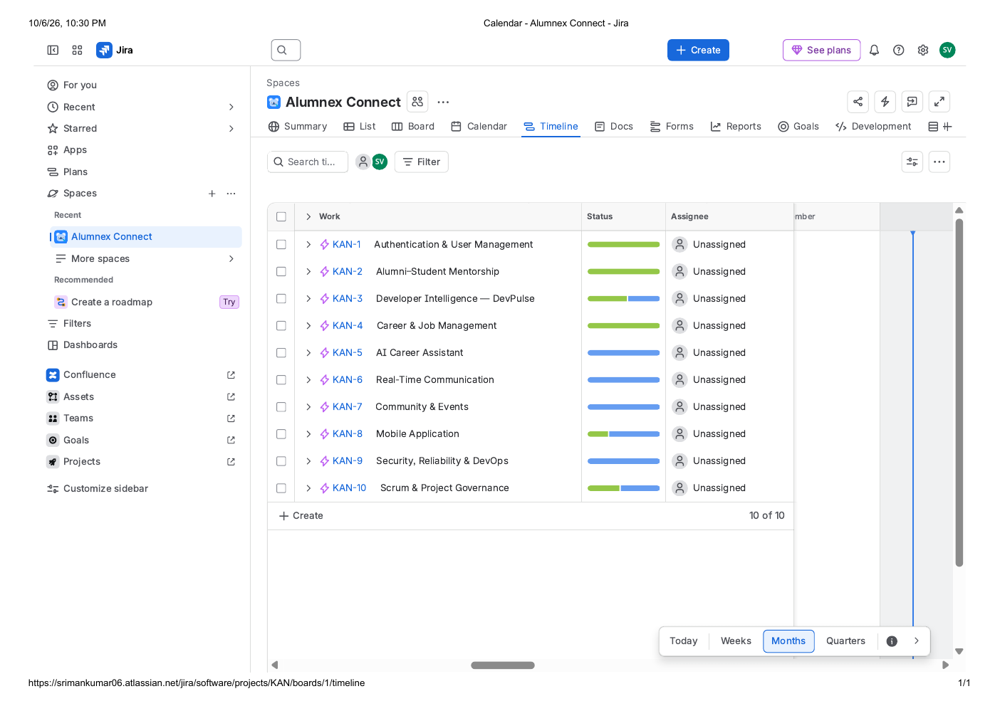 10/6/26, 10:30 PM
Calendar - Alumnex Connect - Jira
Jira
Create
See plans
SV
For you
Recent
Starred
Apps
Plans
Spaces
Recent
Alumnex Connect
More spaces
Recommended
Create a roadmap
Try
Filters
Dashboards
Confluence
Assets
Teams
Goals
Projects
Customize sidebar
Spaces
Alumnex Connect
Summary
List
Board
Calendar
Timeline
Docs
Forms
Reports
Goals
Development
Search ti...
SV
Filter
Work Status Assignee mber
KAN-1 Authentication & User Management Unassigned
KAN-2 Alumni–Student Mentorship Unassigned
KAN-3 Developer Intelligence — DevPulse Unassigned
KAN-4 Career & Job Management Unassigned
KAN-5 AI Career Assistant Unassigned
KAN-6 Real-Time Communication Unassigned
KAN-7 Community & Events Unassigned
KAN-8 Mobile Application Unassigned
KAN-9 Security, Reliability & DevOps Unassigned
KAN-10 Scrum & Project Governance Unassigned
Create 10 of 10
Today Weeks Months Quarters
https://srimankumar06.atlassian.net/jira/software/projects/KAN/boards/1/timeline
1/1